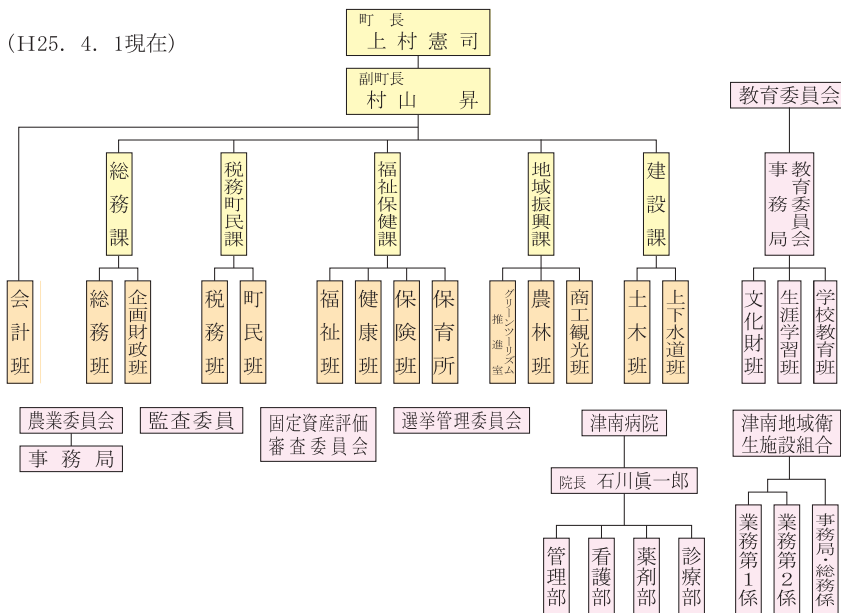 (H25. 4. 1現在)
町長
上村憲司
副町長
村山 昇
教育委員会
総務課
税務町民課
福祉保健課
地域振興課
建設課
教育委員会
事務局
会計班
総務班
企画財政班
税務班
町民班
福祉班
健康班
保険班
保育所
グリーンツーリズム
推進室
農林班
商工観光班
土木班
上下水道班
文化財班
生涯学習班
学校教育班
農業委員会
事務局
監査委員
固定資産評価
審査委員会
選挙管理委員会
津南病院
院長 石川眞一郎
管理部
看護部
薬剤部
診療部
津南地域衛
生施設組合
業務第1係
業務第2係
事務局・総務係